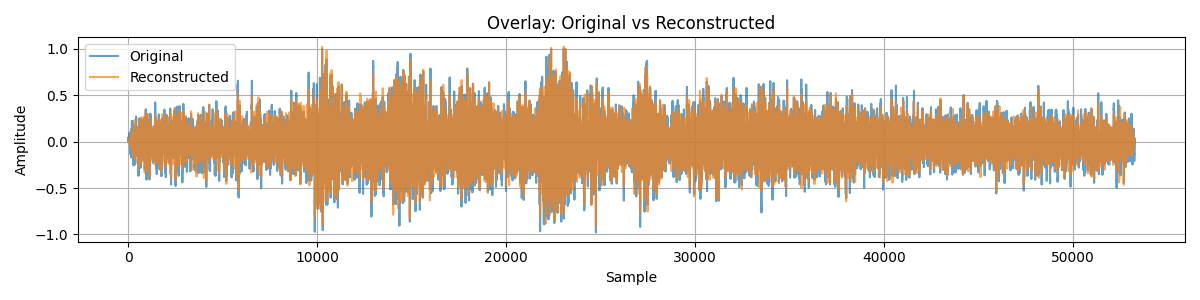 Overlay: Original vs Reconstructed
Original
Reconstructed
Amplitude
1.0
0.5
0.0
−0.5
−1.0
0 10000 20000 30000 40000 50000
Sample